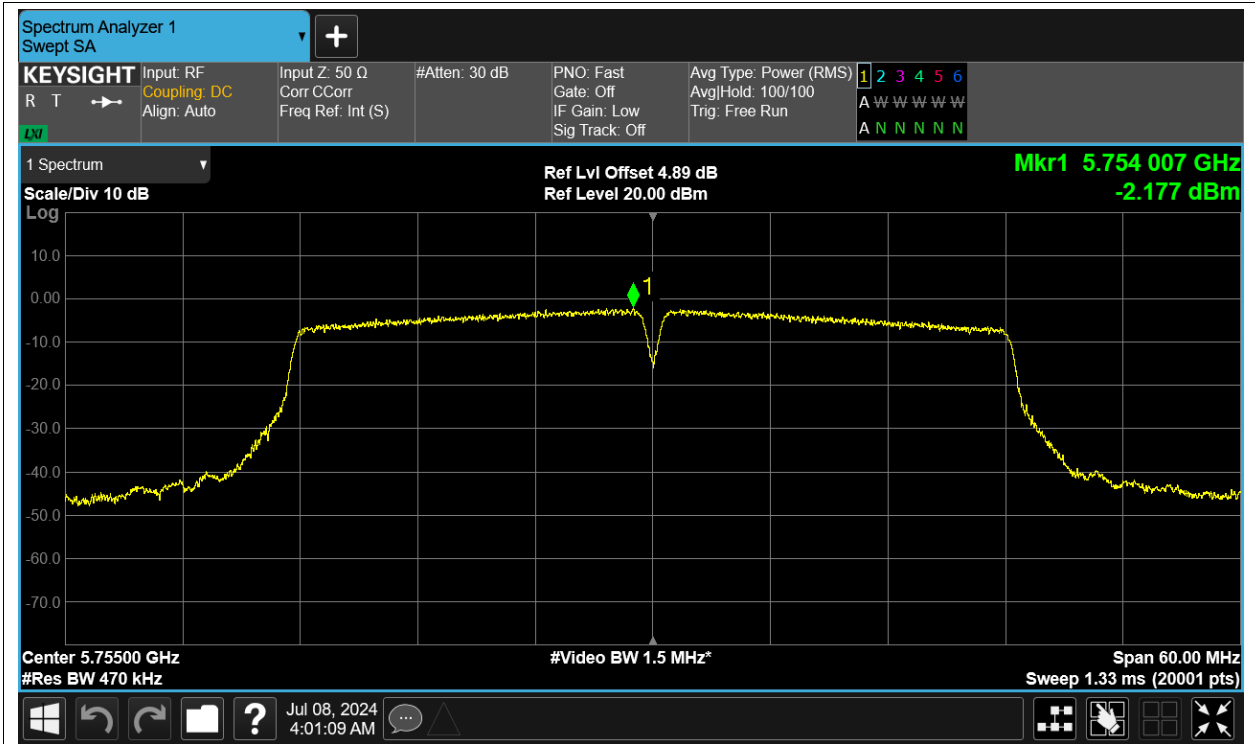 Spectrum Analyzer 1
Swept SA
KEYSIGHT
R T
LXI
Input: RF
Coupling: DC
Align: Auto
Input Z: 50 Ω
Corr CCorr
Freq Ref: Int (S)
#Atten: 30 dB
PNO: Fast
Gate: Off
IF Gain: Low
Sig Track: Off
Avg Type: Power (RMS)
Avg|Hold: 100/100
Trig: Free Run
1 2 3 4 5 6
A W W W W W
A N N N N N
1 Spectrum
Scale/Div 10 dB
Log
Ref Lvl Offset 4.89 dB
Ref Level 20.00 dBm
Mkr1 5.754 007 GHz
-2.177 dBm
10.0
0.00
-10.0
-20.0
-30.0
-40.0
-50.0
-60.0
-70.0
1
Center 5.75500 GHz
#Res BW 470 kHz
#Video BW 1.5 MHz*
Span 60.00 MHz
Sweep 1.33 ms (20001 pts)
?
Jul 08, 2024
4:01:09 AM